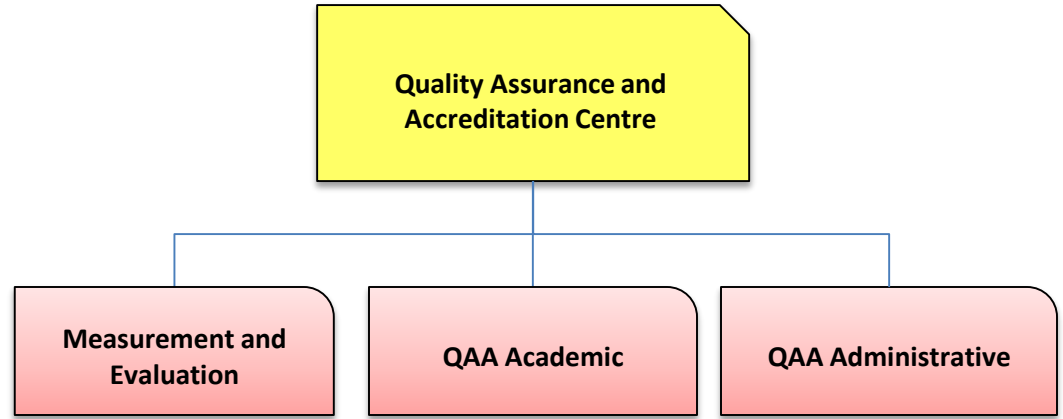 Quality Assurance and
Accreditation Centre
Measurement and
Evaluation
QAA Academic
QAA Administrative